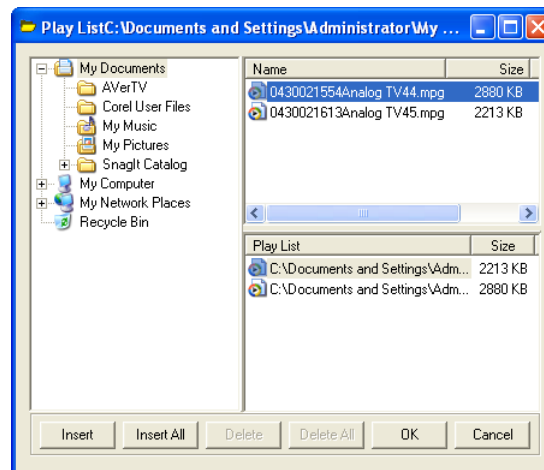 Play ListC:\Documents and Settings\Administrator\My ...
My Documents
AVerTV
Corel User Files
My Music
My Pictures
SnagIt Catalog
My Computer
My Network Places
Recycle Bin
Name Size
0430021554Analog TV44.mpg 2880 KB
0430021613Analog TV45.mpg 2213 KB
Play List Size
C:\Documents and Settings\Adm... 2213 KB
C:\Documents and Settings\Adm... 2880 KB
Insert Insert All Delete Delete All OK Cancel